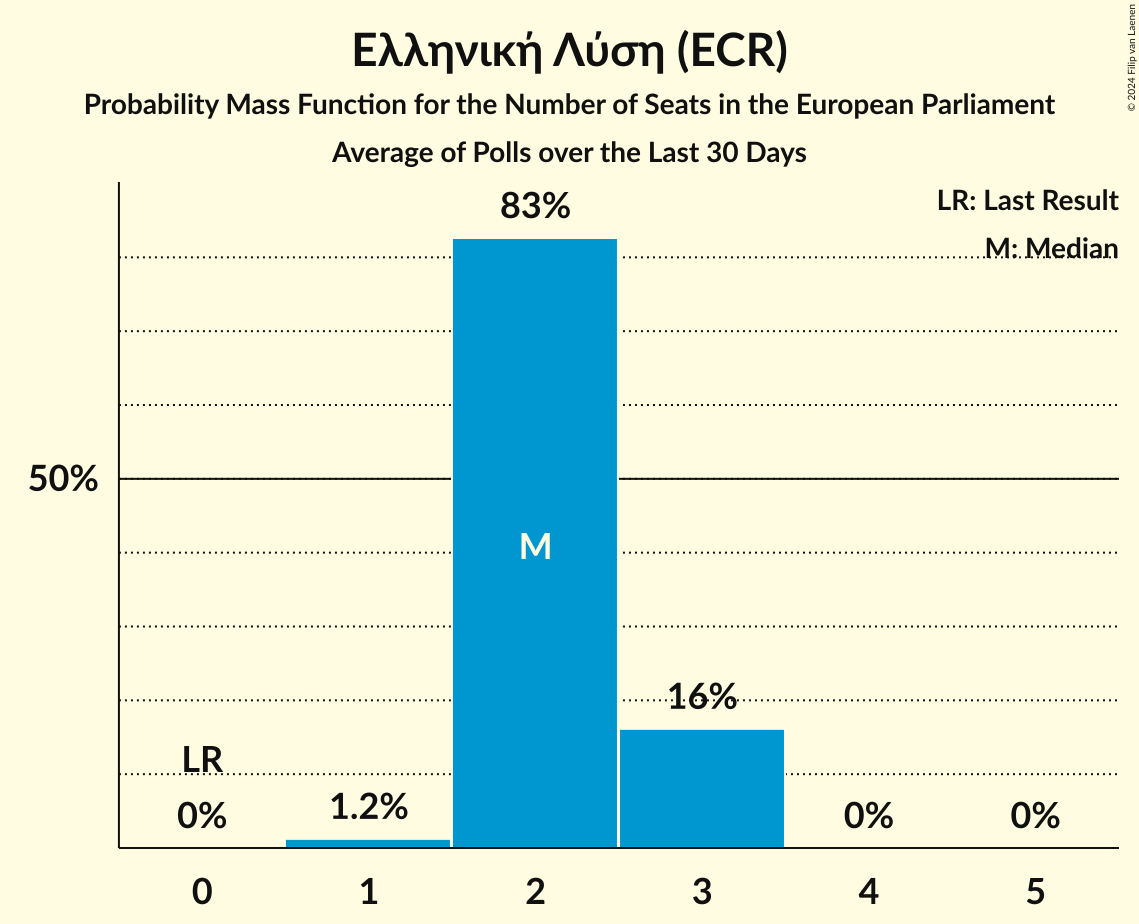 Ελληνική Λύση (ECR)
Probability Mass Function for the Number of Seats in the European Parliament
Average of Polls over the Last 30 Days
© 2024 Filip van Laenen
LR: Last Result
M: Median
83%
50%
M
16%
LR
0%
1.2%
0%
0%
0 1 2 3 4 5